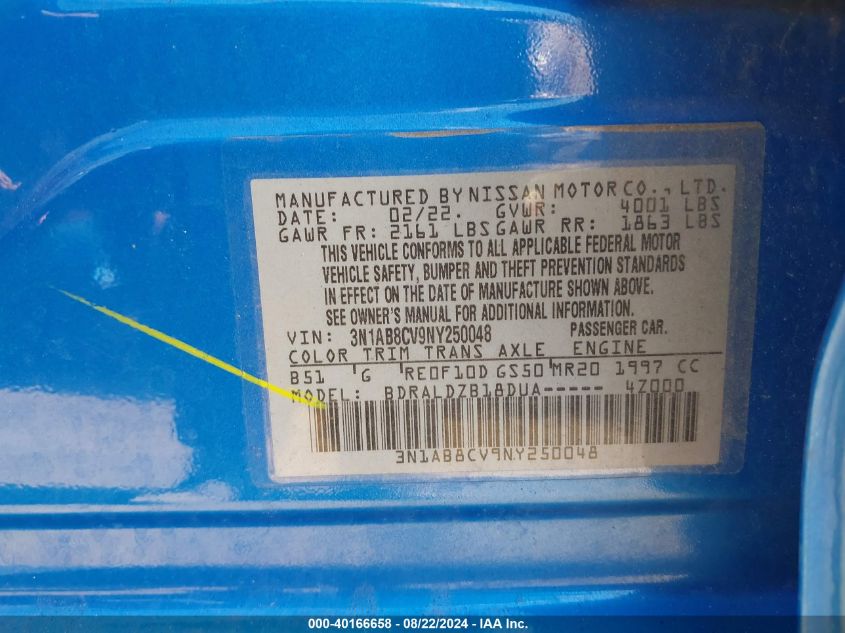 MANUFACTURED BY NISSAN MOTOR CO., LTD.
DATE: 02/22. GVWR: 4001 LBS
GAWR FR: 2161 LBS GAWR RR: 1863 LBS
THIS VEHICLE CONFORMS TO ALL APPLICABLE FEDERAL MOTOR
VEHICLE SAFETY, BUMPER AND THEFT PREVENTION STANDARDS
IN EFFECT ON THE DATE OF MANUFACTURE SHOWN ABOVE.
SEE OWNER'S MANUAL FOR ADDITIONAL INFORMATION.
VIN: 3N1AB8CV9NY250048 PASSENGER CAR.
COLOR TRIM TRANS AXLE ENGINE
B51 G RE0F10D GS50 MR20 1997 CC
MODEL: BDRALDZB18DUA----- 4Z000
3N1AB8CV9NY250048
000-40166658 - 08/22/2024 - IAAI.com